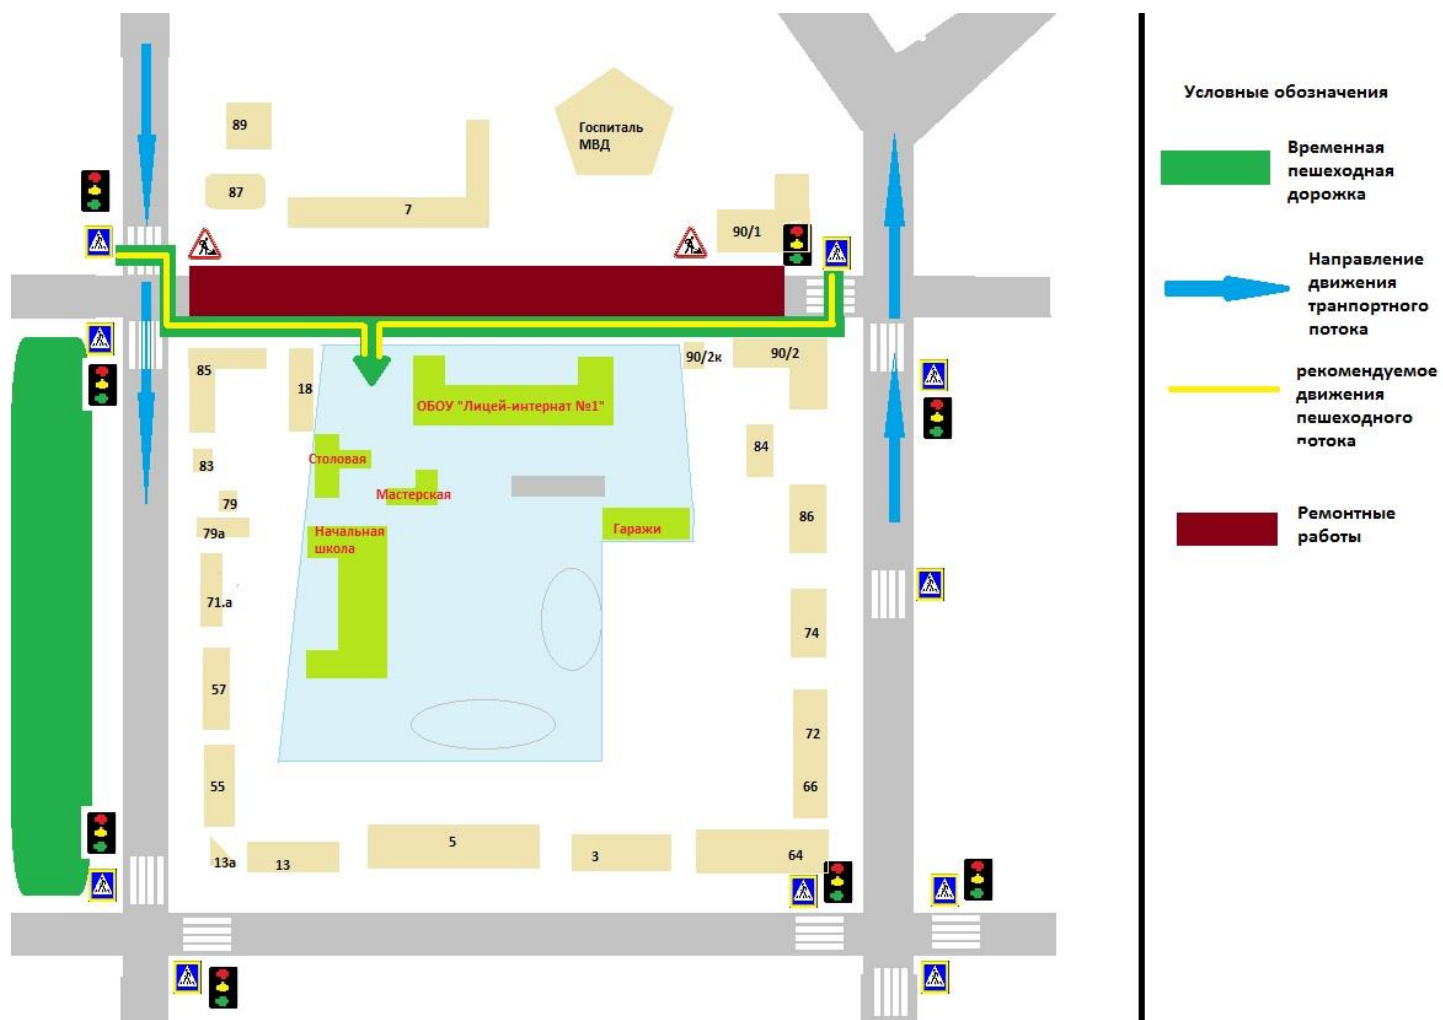 89
87
7
Госпиталь
МВД
90/1
85
18
90/2к
90/2
ОБОУ "Лицей-интернат №1"
83
Столовая
84
79
Мастерская
79а
Начальная
школа
Гаражи
86
71.а
74
57
72
55
66
13а
13
5
3
64
Условные обозначения
Временная
пешеходная
дорожка
Направление
движения
транпортного
потока
рекомендуемое
движения
пешеходного
потока
Ремонтные
работы